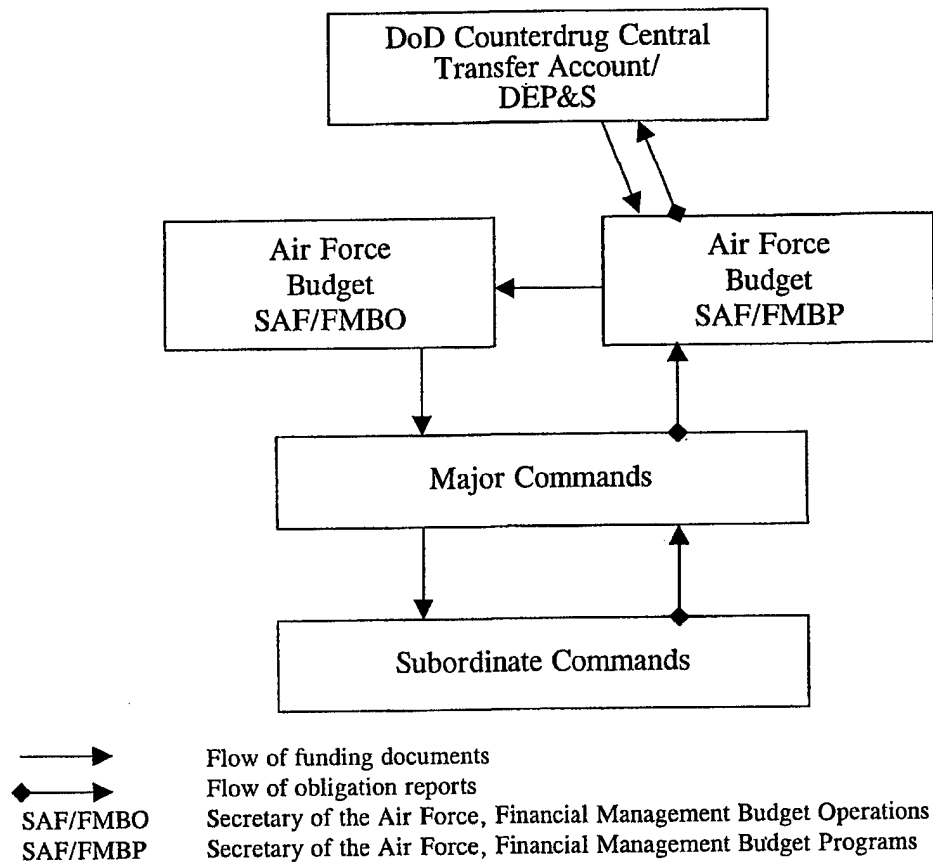 DoD Counterdrug Central
Transfer Account/
DEP&S
Air Force
Budget
SAF/FMBO
Air Force
Budget
SAF/FMBP
Major Commands
Subordinate Commands
Flow of funding documents
Flow of obligation reports
SAF/FMBO Secretary of the Air Force, Financial Management Budget Operations
SAF/FMBP Secretary of the Air Force, Financial Management Budget Programs